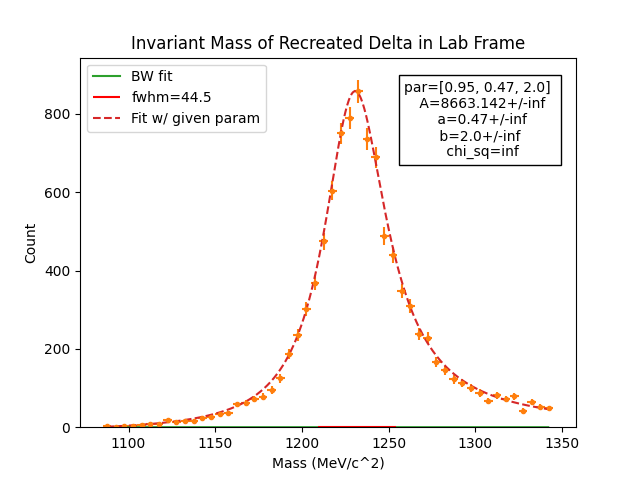 Invariant Mass of Recreated Delta in Lab Frame
BW fit
fwhm=44.5
Fit w/ given param
par=[0.95, 0.47, 2.0]
A=8663.142+/-inf
a=0.47+/-inf
b=2.0+/-inf
chi_sq=inf
Count
800
600
400
200
0
1100 1150 1200 1250 1300 1350
Mass (MeV/c^2)